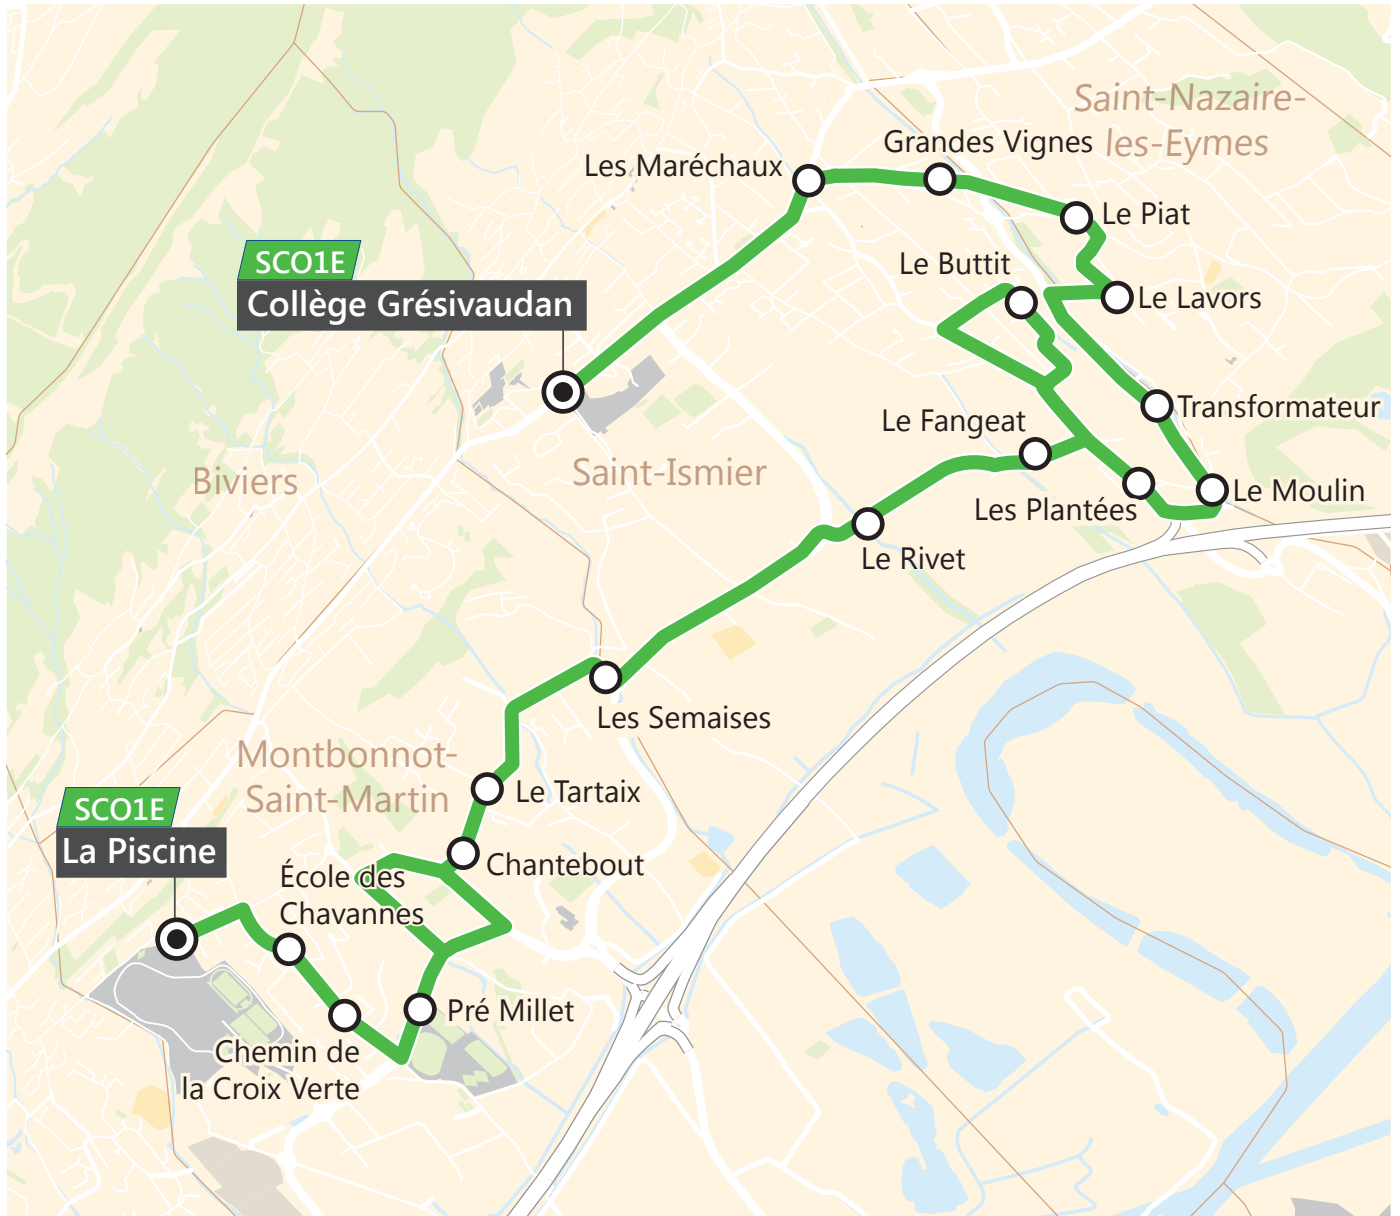 Saint-Nazaire-
les-Eymes
Grandes Vignes
Les Maréchaux
Le Piat
SCO1E
Collège Grésivaudan
Le Buttit
Le Lavors
Transformateur
Le Fangeat
Saint-Ismier
Biviers
Le Moulin
Les Plantées
Le Rivet
Les Semaises
Montbonnot-
Saint-Martin
Le Tartaix
SCO1E
La Piscine
Chantebout
École des
Chavannes
Pré Millet
Chemin de
la Croix Verte